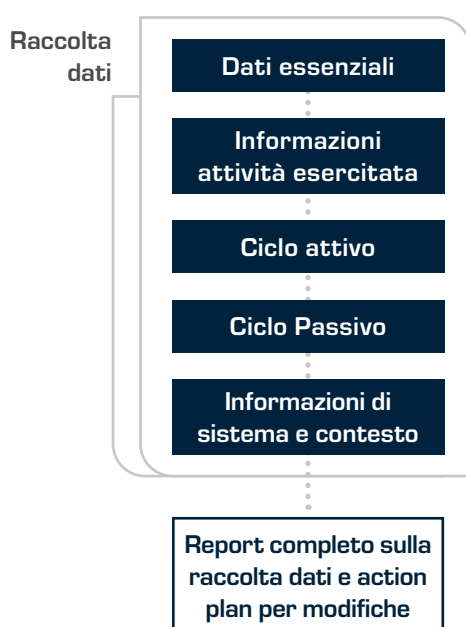 Raccolta
dati
Dati essenziali
Informazioni
attività esercitata
Ciclo attivo
Ciclo Passivo
Informazioni di
sistema e contesto
Report completo sulla
raccolta dati e action
plan per modifiche